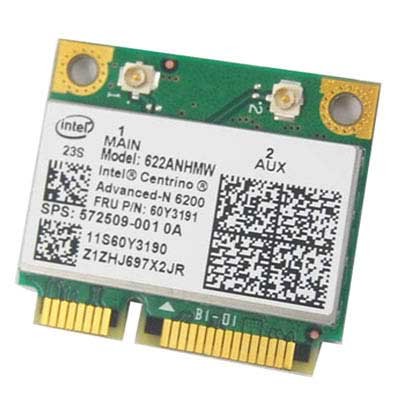 1 2
intel
23S
1
MAIN
Model: 622ANHMW
2
AUX
Intel® Centrino ®
Advanced-N 6200
FRU P/N: 60Y3191
SPS: 572509-001 0A
11S60Y3190
Z1ZHJ697X2JR
B1-01